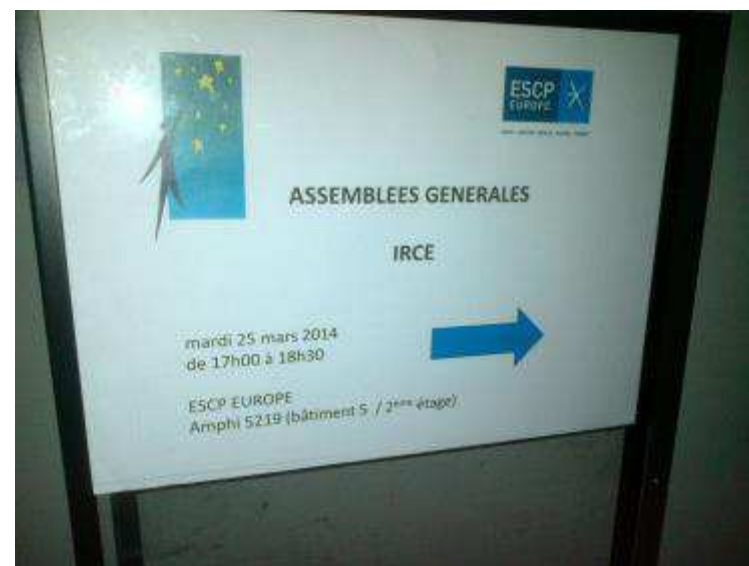 ESCP
EUROPE
ASSEMBLEES GENERALES
IRCE
mardi 25 mars 2014
de 17h00 à 18h30
ESCP EUROPE
Amphi 5219 (bâtiment 5 / 2ème étage)